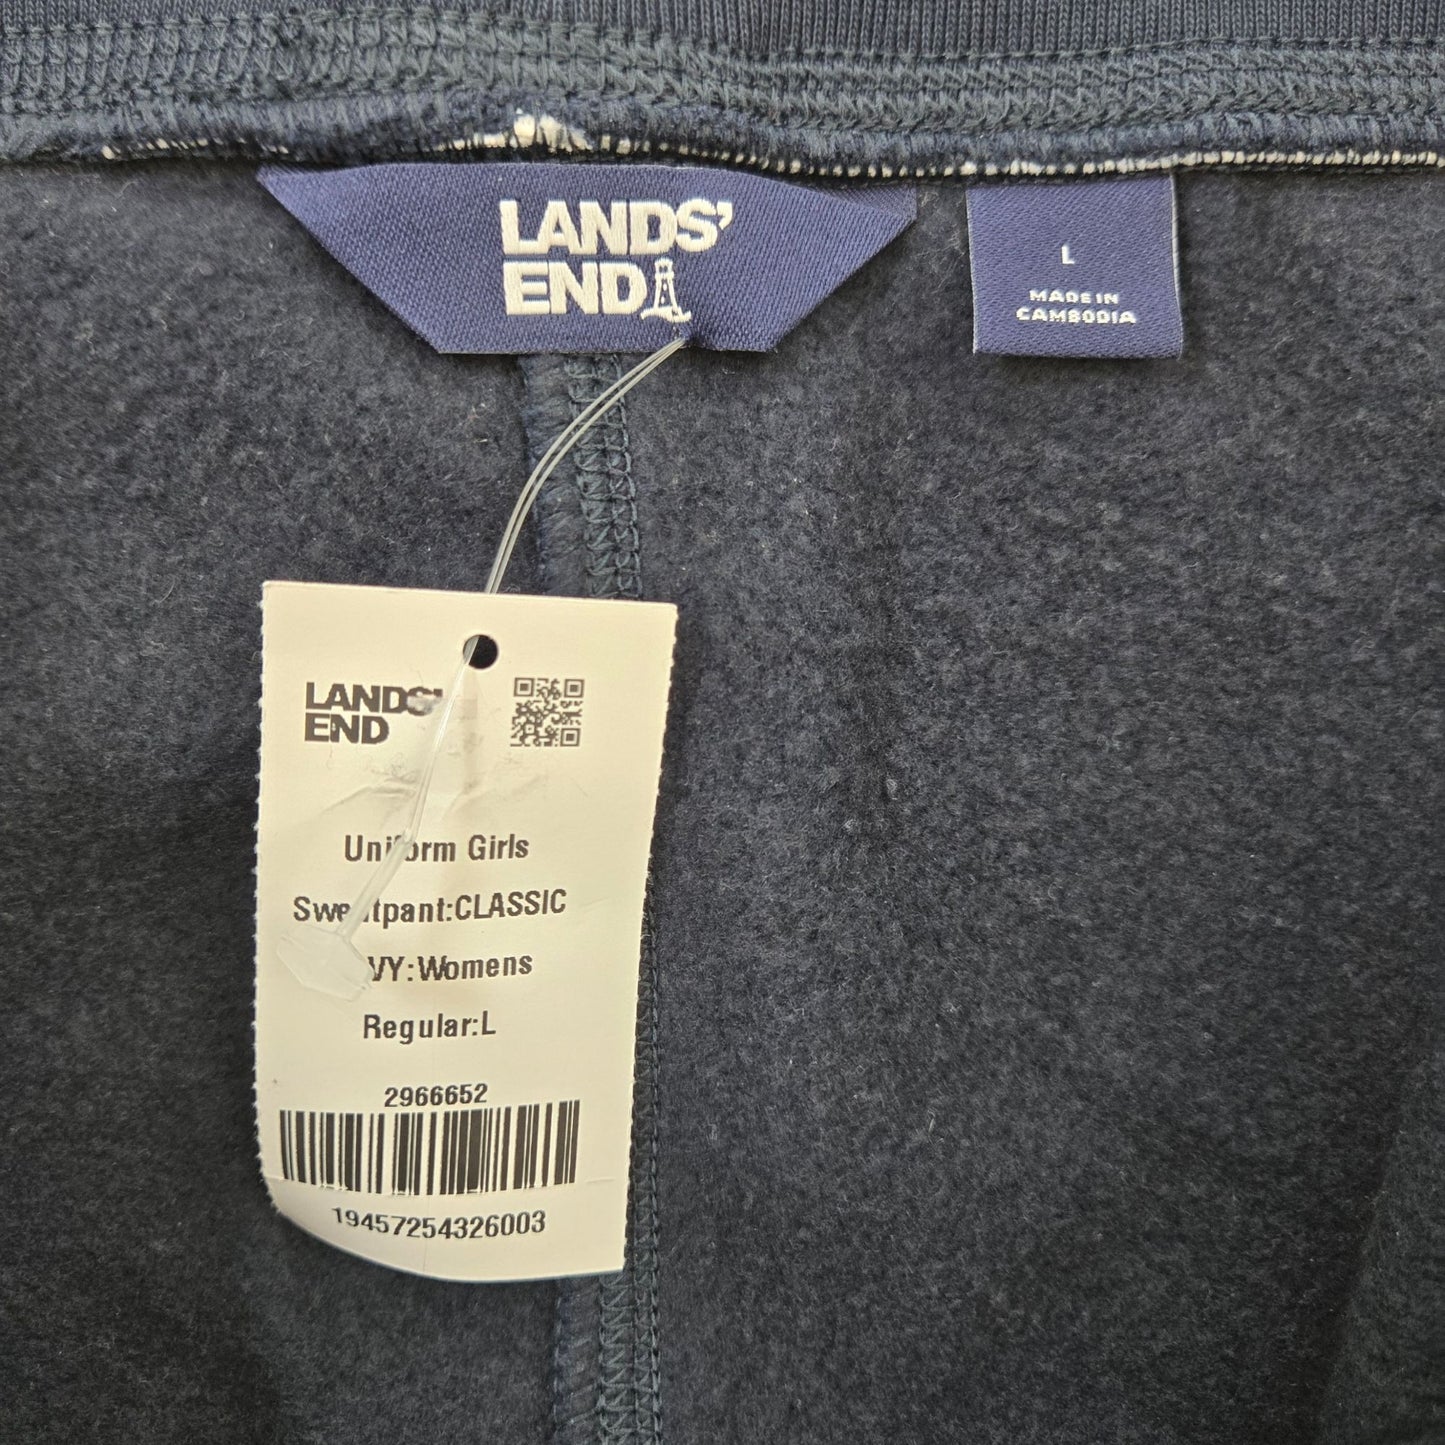 LANDS'
END
L
MADE IN
CAMBODIA
LANDS'
END
Uniform Girls
Sweatpant:CLASSIC
VY:Womens
Regular:L
2966652
19457254326003